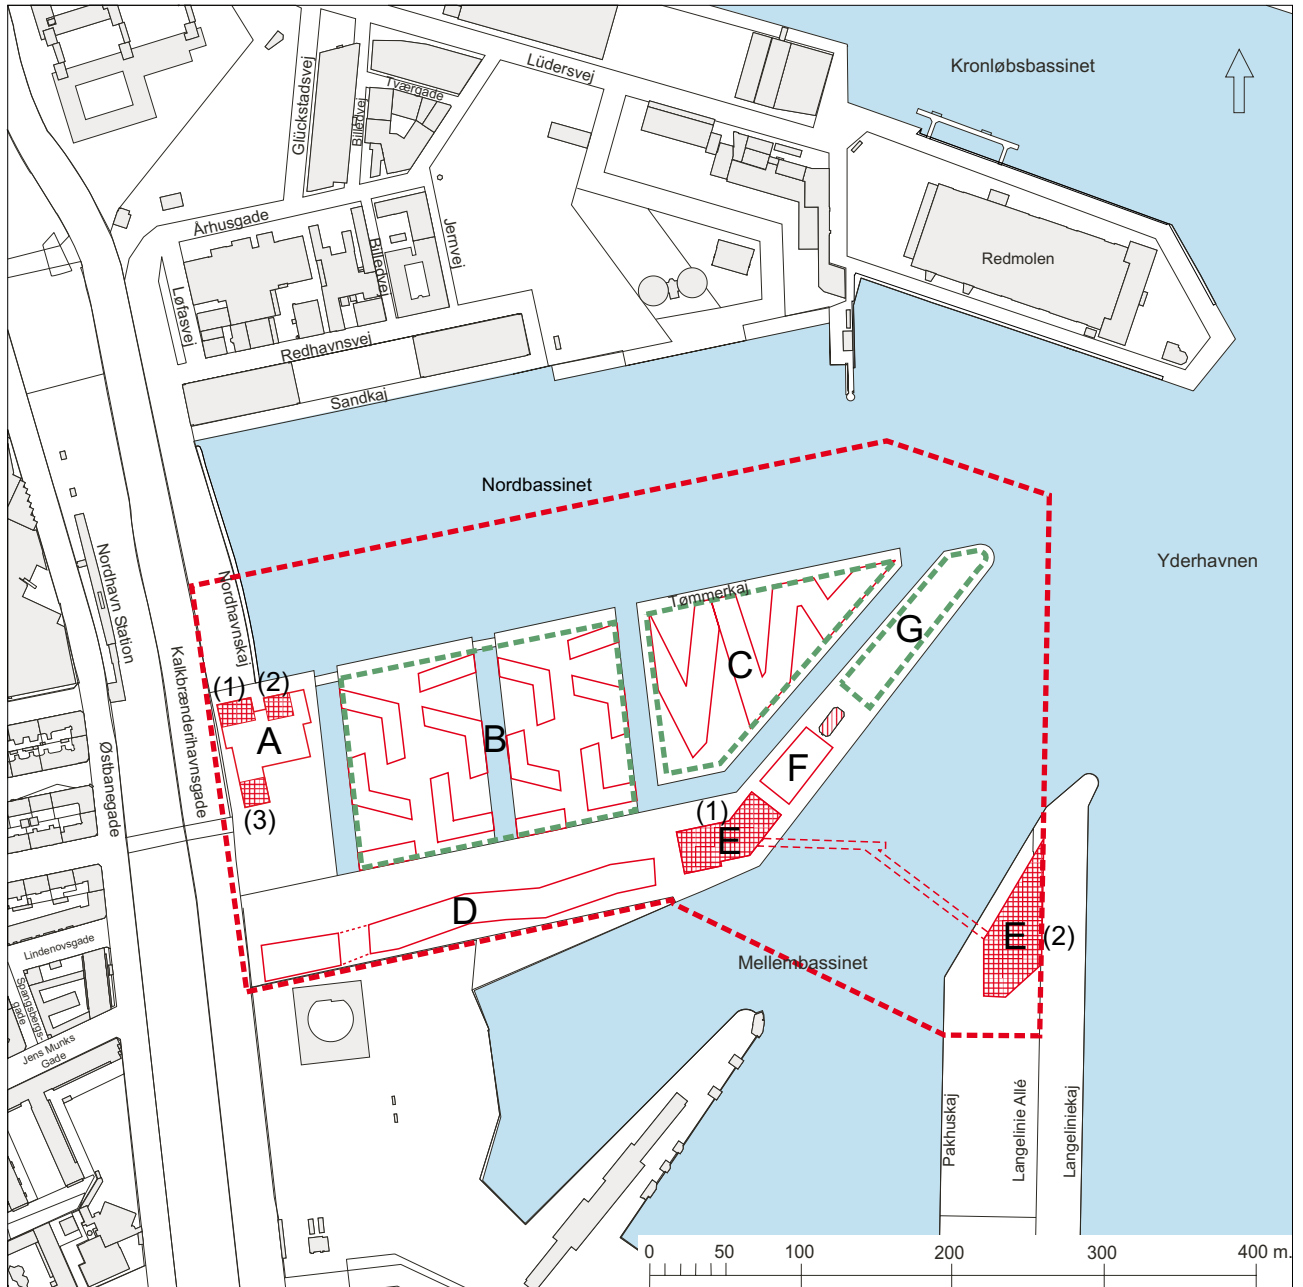 Kronløbsbassinet
Lüdersvej
Glückstadsvej
Tværgade
Billedvej
Århusgade
Jernvej
Billedvej
Løfasvej
Redmolen
Redhavnsvej
Sandkaj
Nordbassinet
Yderhavnen
Nordhavn Station
Nordhavnskaj
Tømmerkaj
Kalkbrænderihavnsgade
Østbanegade
(1)
(2)
A
(3)
B
C
G
F
(1)
E
D
E
(2)
Mellembassinet
Lindenovsgade
Spangsbergs-
gade
Jens Munks
Gade
Pakhuskaj
Langelinie Allé
Langeliniekaj
0 50 100 200 300 400 m.